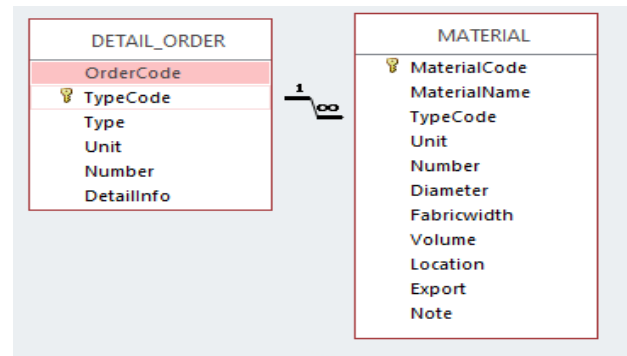 DETAIL_ORDER
OrderCode
TypeCode
Type
Unit
Number
DetailInfo
1
∞
MATERIAL
MaterialCode
MaterialName
TypeCode
Unit
Number
Diameter
Fabricwidth
Volume
Location
Export
Note